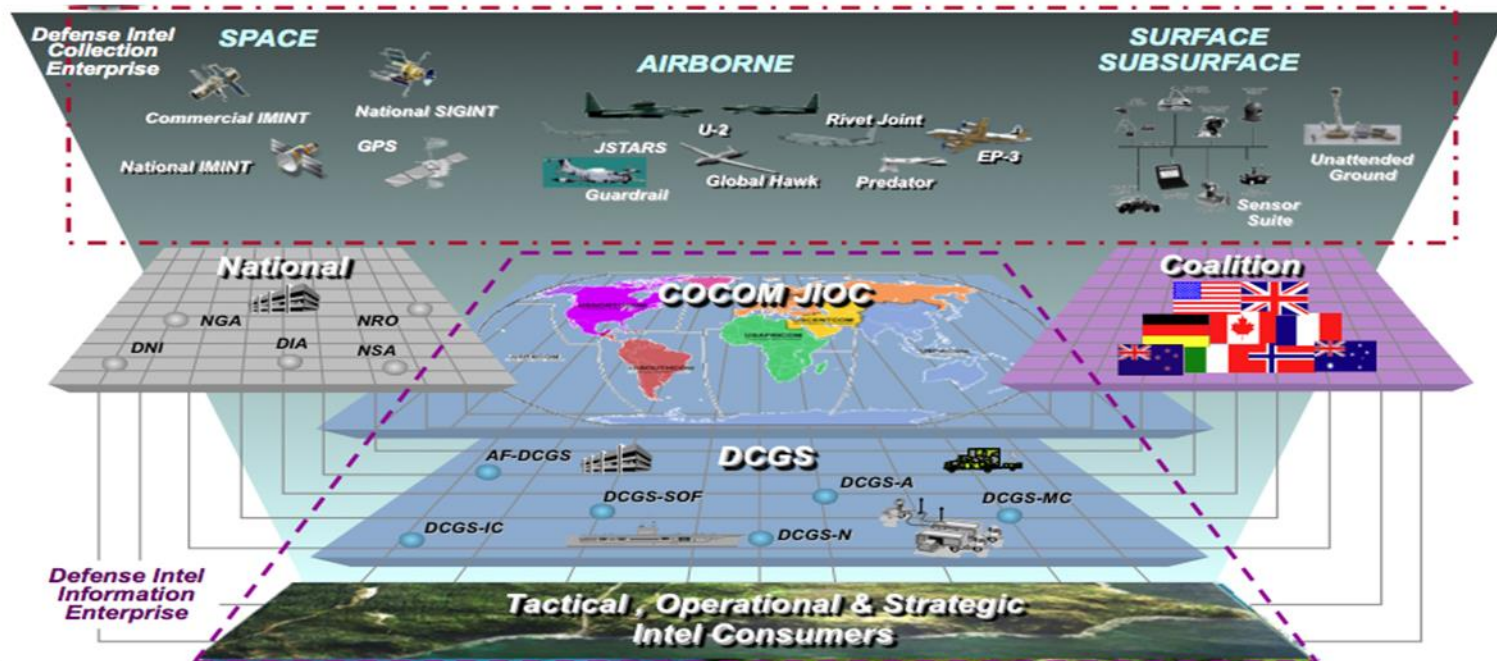 Defense Intel
Collection
Enterprise
SPACE
AIRBORNE
SURFACE
SUBSURFACE
Commercial IMINT
National SIGINT
National IMINT
GPS
JSTARS
U-2
Rivet Joint
EP-3
Guardrail
Global Hawk
Predator
Unattended
Ground
Sensor
Suite
National
NGA
NRO
DNI
DIA
NSA
COCOM JIOC
USAFRICOM
Coalition
DCGS
AF-DCGS
DCGS-SOF
DCGS-A
DCGS-MC
DCGS-IC
DCGS-N
Defense Intel
Information
Enterprise
Tactical , Operational & Strategic
Intel Consumers